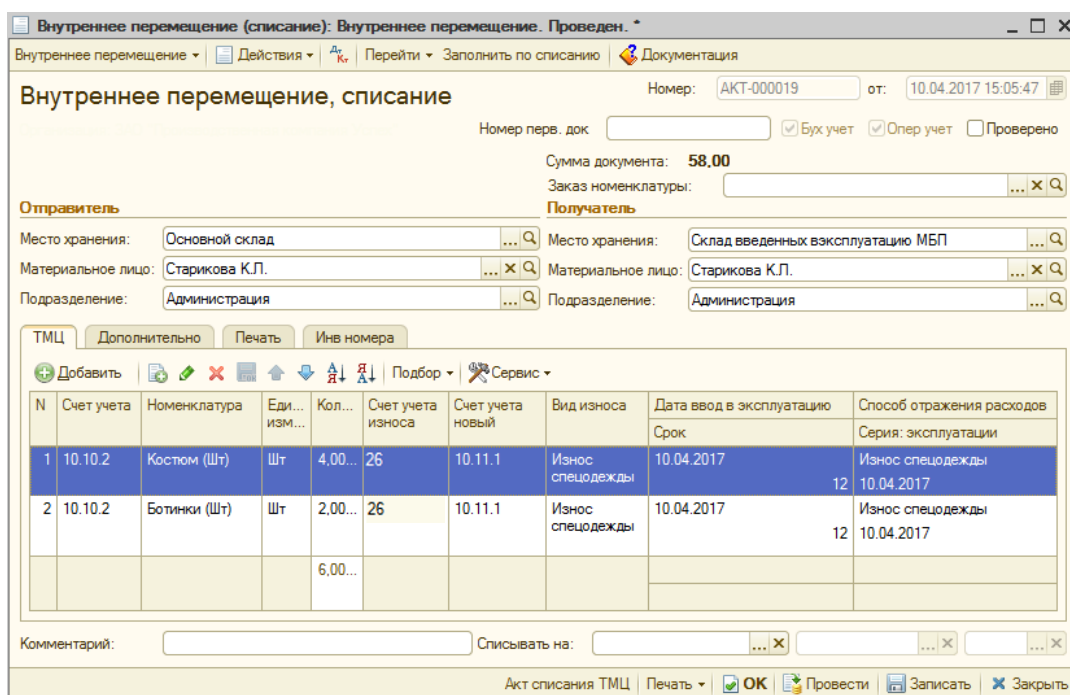 Внутреннее перемещение (списание): Внутреннее перемещение. Проведен. *
Внутреннее перемещение Действия Дт Кт Перейти Заполнить по списанию Документация
Внутреннее перемещение, списание
Номер: АКТ-000019 от: 10.04.2017 15:05:47
Номер перв. док Бух учет Опер учет Проверено
Сумма документа: 58,00
Заказ номенклатуры: ... x
Отправитель Получатель
Место хранения: Основной склад ... Место хранения: Склад введенных вэксплуатацию МБП ...
Материальное лицо: Старикова К.Л. ... x Материальное лицо: Старикова К.Л. ... x
Подразделение: Администрация ... Подразделение: Администрация ...
ТМЦ Дополнительно Печать Инв номера
Добавить Подбор Сервис
N Счет учета Номенклатура Еди... изм... Кол... Счет учета износа Счет учета новый Вид износа Дата ввод в эксплуатацию Способ отражения расходов
Срок Серия: эксплуатации
1 10.10.2 Костюм (Шт) Шт 4,00... 26 10.11.1 Износ спецодежды 10.04.2017 Износ спецодежды
12 10.04.2017
2 10.10.2 Ботинки (Шт) Шт 2,00... 26 10.11.1 Износ спецодежды 10.04.2017 Износ спецодежды
12 10.04.2017
6,00...
Комментарий: Списывать на: ... x ... x ... x
Акт списания ТМЦ Печать ОК Провести Записать Закрыть